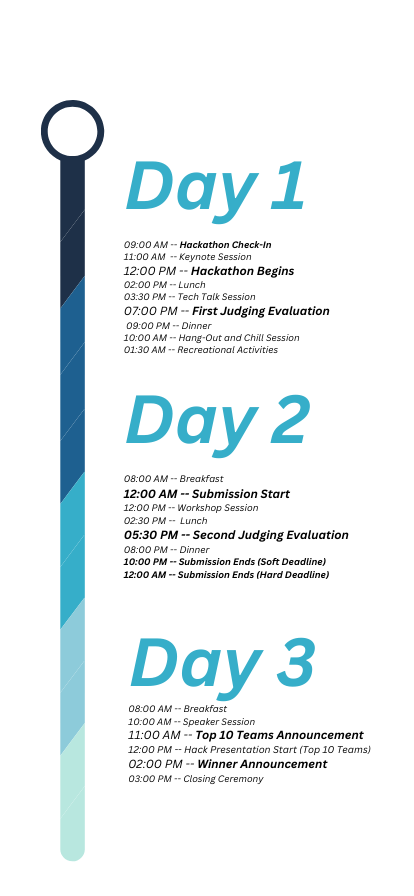 Day 1
09:00 AM -- Hackathon Check-In
11:00 AM -- Keynote Session
12:00 PM -- Hackathon Begins
02:00 PM -- Lunch
03:30 PM -- Tech Talk Session
07:00 PM -- First Judging Evaluation
09:00 PM -- Dinner
10:00 AM -- Hang-Out and Chill Session
01:30 AM -- Recreational Activities
Day 2
08:00 AM -- Breakfast
12:00 AM -- Submission Start
12:00 PM -- Workshop Session
02:30 PM -- Lunch
05:30 PM -- Second Judging Evaluation
08:00 PM -- Dinner
10:00 PM -- Submission Ends (Soft Deadline)
12:00 AM -- Submission Ends (Hard Deadline)
Day 3
08:00 AM -- Breakfast
10:00 AM -- Speaker Session
11:00 AM -- Top 10 Teams Announcement
12:00 PM -- Hack Presentation Start (Top 10 Teams)
02:00 PM -- Winner Announcement
03:00 PM -- Closing Ceremony